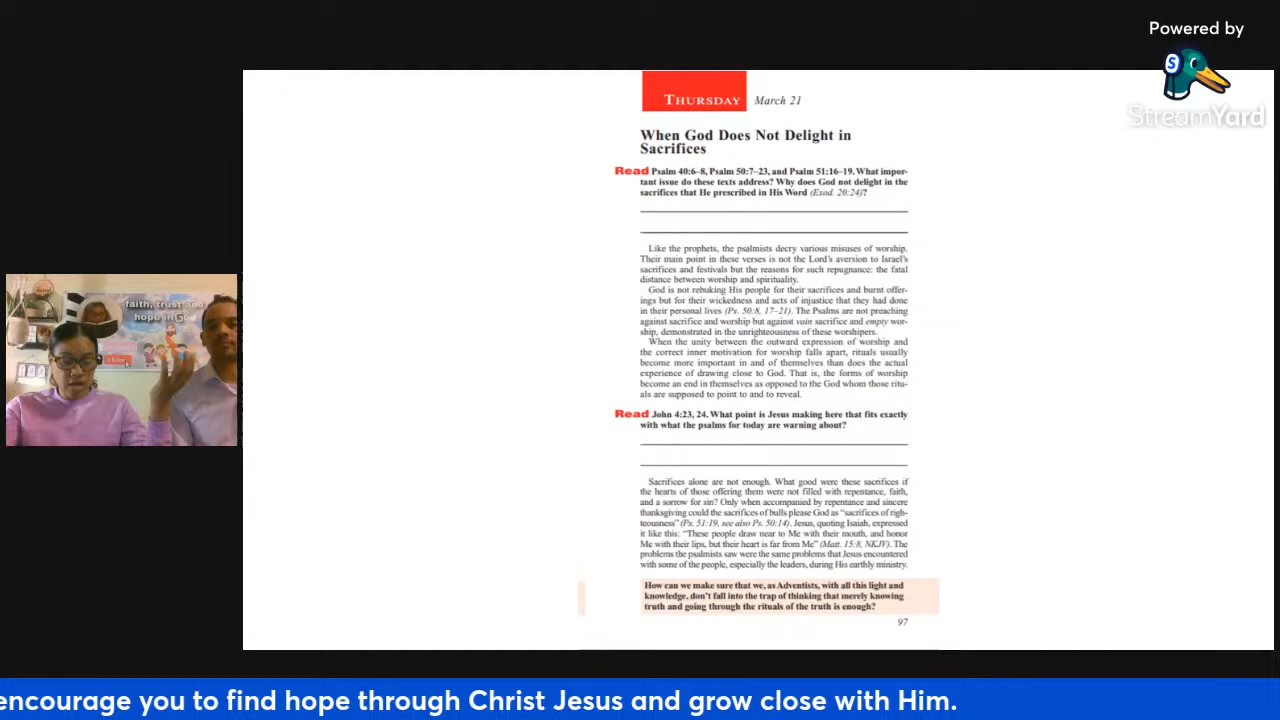 Powered by
StreamYard
THURSDAY March 21
When God Does Not Delight in
Sacrifices
Read Psalm 40:6–8, Psalm 50:7–23, and Psalm 51:16–19. What impor-
tant issue do these texts address? Why does God not delight in the
sacrifices that He prescribed in His Word (Exod. 20:24)?
Like the prophets, the psalmists decry various misuses of worship.
Their main point in these verses is not the Lord's aversion to Israel's
sacrifices and festivals but the reasons for such repugnance: the fatal
distance between worship and spirituality.
God is not rebuking His people for their sacrifices and burnt offer-
ings but for their wickedness and acts of injustice that they had done
in their personal lives (Ps. 50:8, 17–21). The Psalms are not preaching
against sacrifice and worship but against vain sacrifice and empty wor-
ship, demonstrated in the unrighteousness of these worshipers.
When the unity between the outward expression of worship and
the correct inner motivation for worship falls apart, rituals usually
become more important in and of themselves than does the actual
experience of drawing close to God. That is, the forms of worship
become an end in themselves as opposed to the God whom those ritu-
als are supposed to point to and to reveal.
Read John 4:23, 24. What point is Jesus making here that fits exactly
with what the psalms for today are warning about?
Sacrifices alone are not enough. What good were these sacrifices if
the hearts of those offering them were not filled with repentance, faith,
and a sorrow for sin? Only when accompanied by repentance and sincere
thanksgiving could the sacrifices of bulls please God as “sacrifices of righ-
teousness” (Ps. 51:19, see also Ps. 50:14). Jesus, quoting Isaiah, expressed
it like this: “These people draw near to Me with their mouth, and honor
Me with their lips, but their heart is far from Me” (Matt. 15:8, NKJV). The
problems the psalmists saw were the same problems that Jesus encountered
with some of the people, especially the leaders, during His earthly ministry.
How can we make sure that we, as Adventists, with all this light and
knowledge, don't fall into the trap of thinking that merely knowing
truth and going through the rituals of the truth is enough?
97
faith, trust and
hope in God
encourage you to find hope through Christ Jesus and grow close with Him.